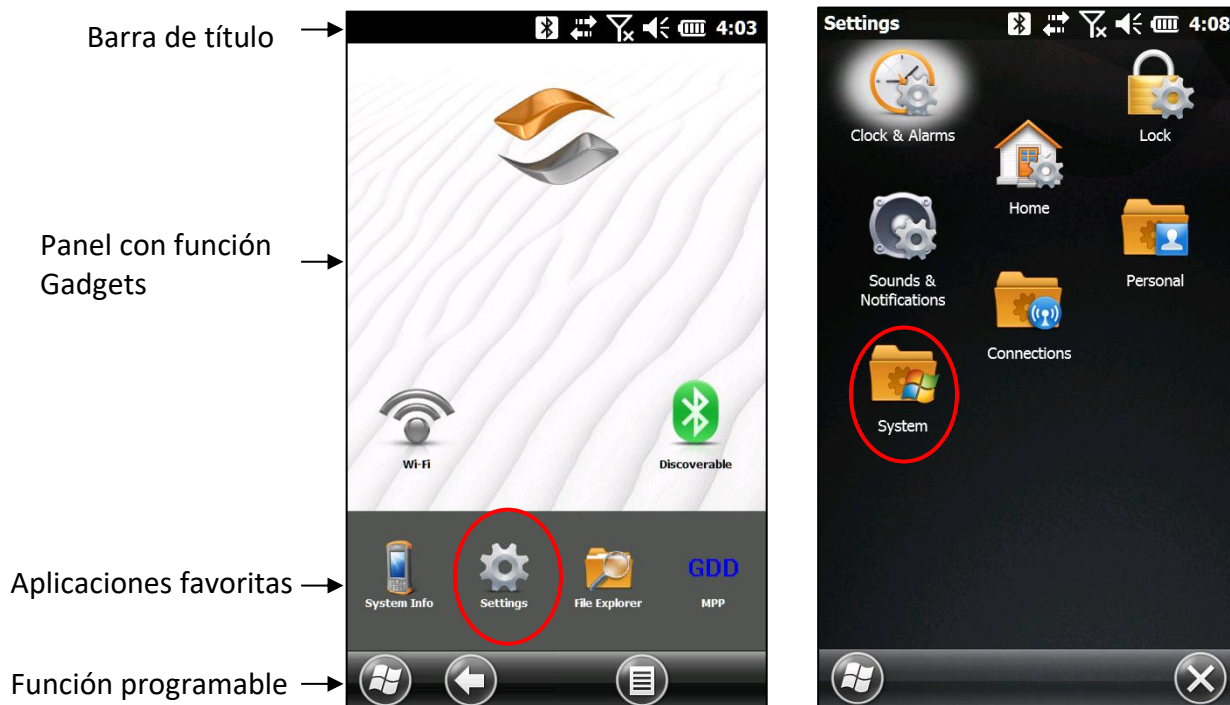 Barra de título
4:03
Panel con función
Gadgets
Wi-Fi
Discoverable
Aplicaciones favoritas
System Info
Settings
File Explorer
GDD
MPP
Función programable
Settings
4:08
Clock & Alarms
Lock
Home
Sounds &
Notifications
Personal
Connections
System